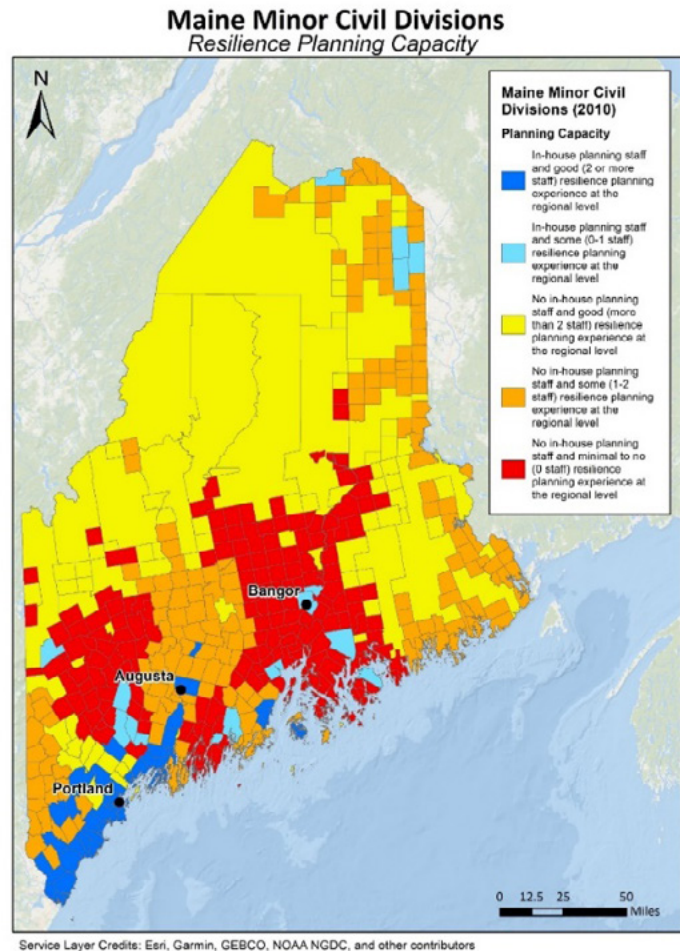 Maine Minor Civil Divisions
Resilience Planning Capacity
N
Maine Minor Civil
Divisions (2010)
Planning Capacity
In-house planning staff
and good (2 or more
staff) resilience planning
experience at the
regional level
In-house planning staff
and some (0-1 staff)
resilience planning
experience at the
regional level
No in-house planning
staff and good (more
than 2 staff) resilience
planning experience at
the regional level
No in-house planning
staff and some (1-2
staff) resilience planning
experience at the
regional level
No in-house planning
staff and minimal to no
(0 staff) resilience
planning experience at
the regional level
Bangor
Augusta
Portland
0 12.5 25 50
Miles
Service Layer Credits: Esri, Garmin, GEBCO, NOAA NGDC, and other contributors